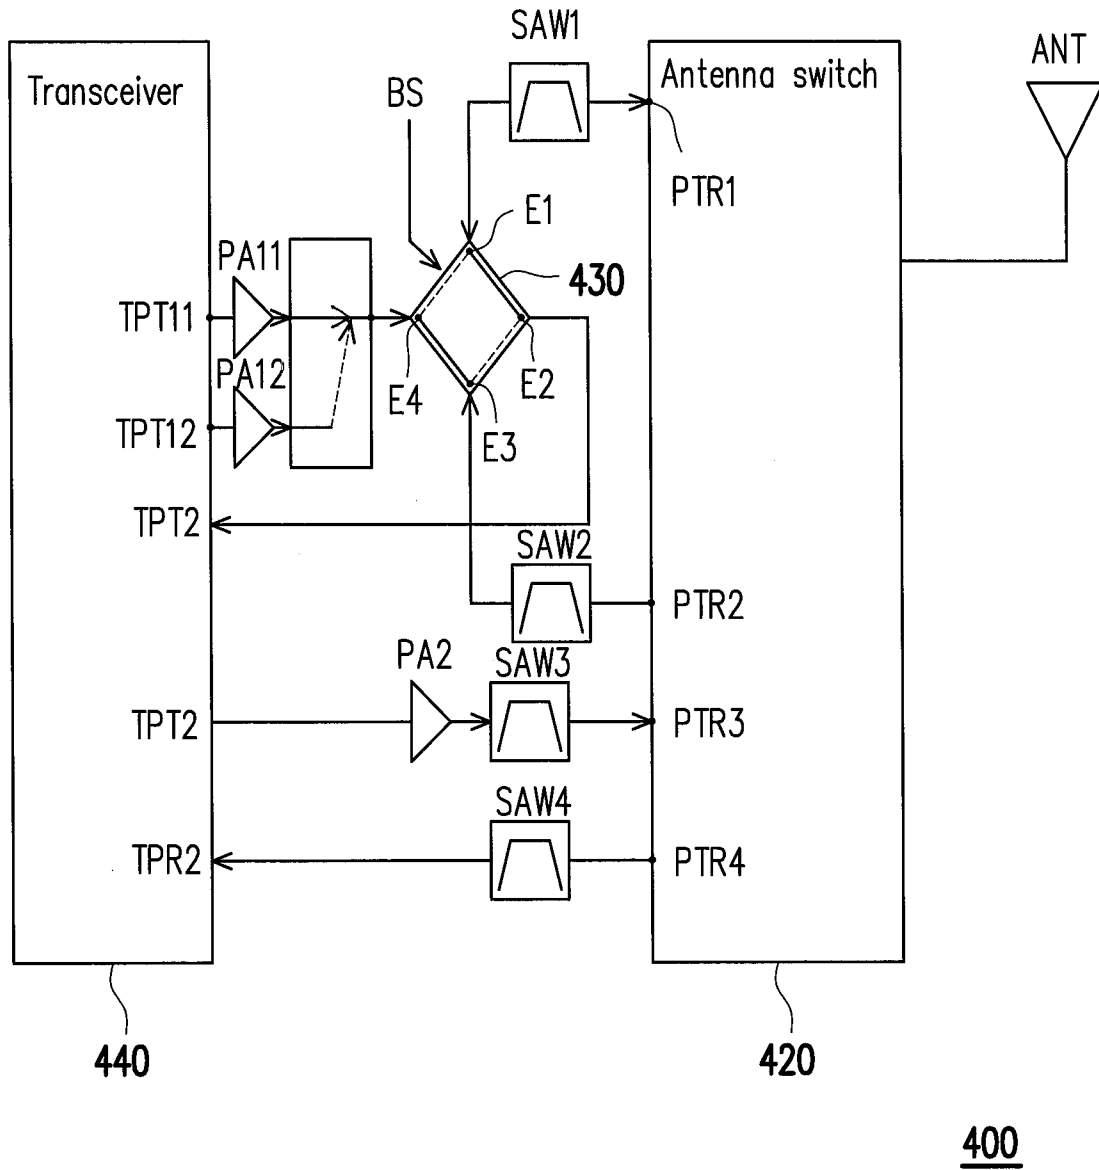 SAW1
ANT
Transceiver
BS
Antenna switch
PTR1
E1
PA11
430
TPT11
PA12
E4
E2
TPT12
E3
TPT2
SAW2
PTR2
PA2
SAW3
TPT2
PTR3
SAW4
TPR2
PTR4
440
420
400